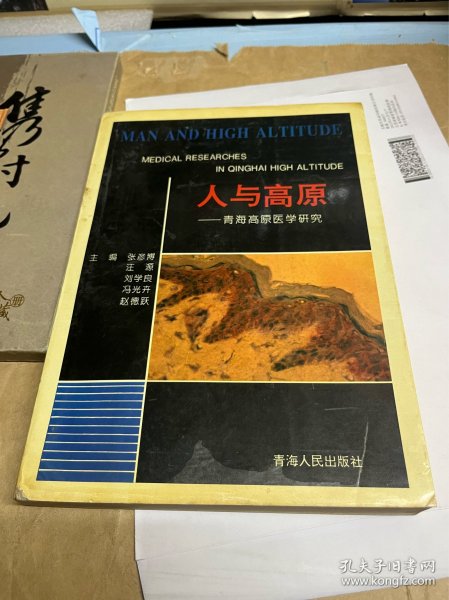 MAN AND HIGH ALTITUDE
MEDICAL RESEARCHES
IN QINGHAI HIGH ALTITUDE
人与高原
——青海高原医学研究
主编 张彦博
汪源
刘学良
冯光卉
赵德跃
青海人民出版社
孔夫子旧书网
www.kongfz.com